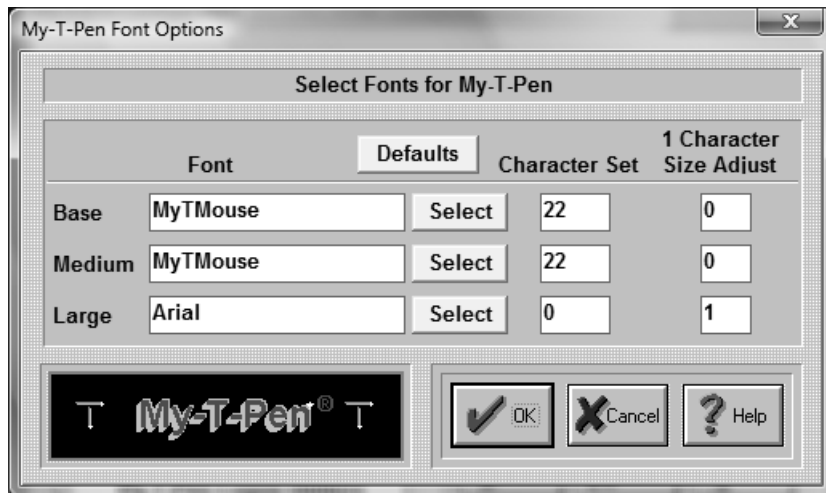 My-T-Pen Font Options
X
Select Fonts for My-T-Pen
Font
Defaults
Character Set
1 Character
Size Adjust
Base MyTMouse Select 22 0
Medium MyTMouse Select 22 0
Large Arial Select 0 1
T My-T-Pen® T
OK Cancel Help